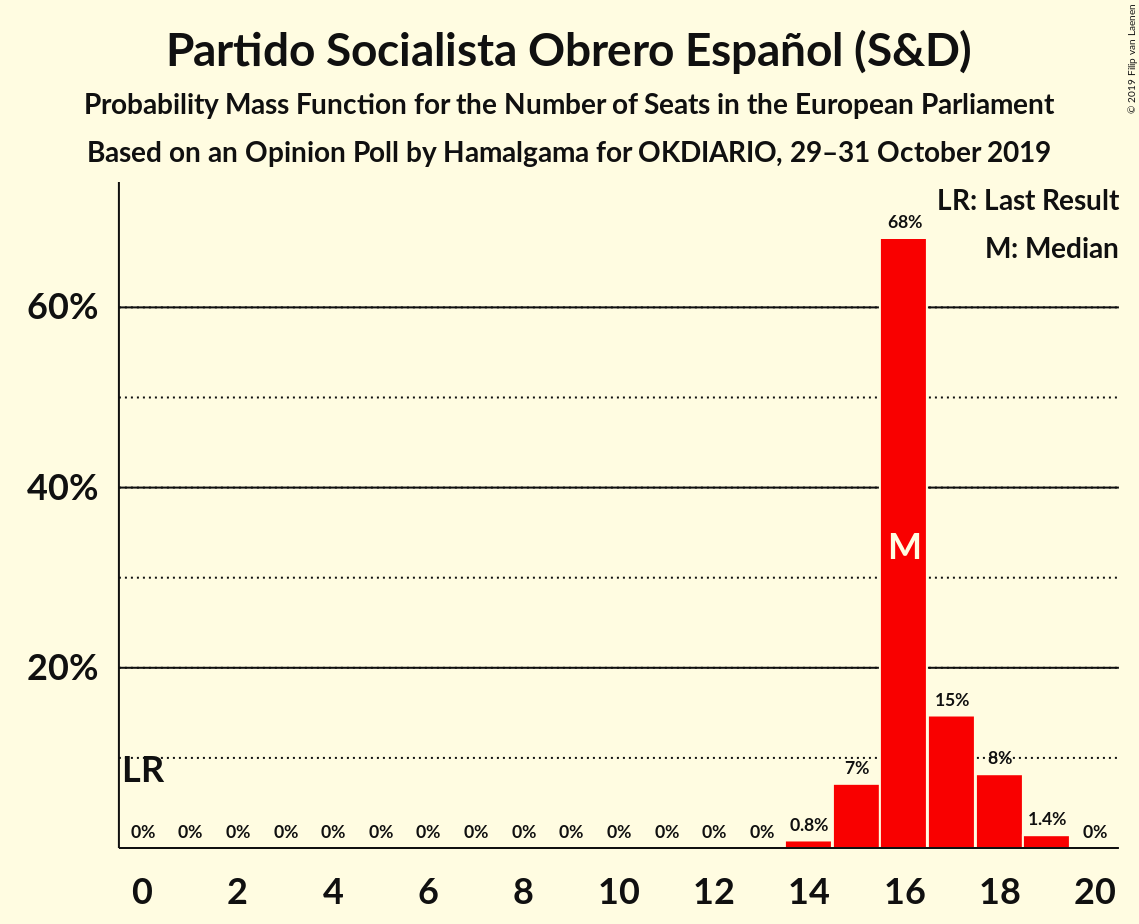 Partido Socialista Obrero Español (S&D)
Probability Mass Function for the Number of Seats in the European Parliament
Based on an Opinion Poll by Hamalgama for OKDIARIO, 29–31 October 2019
© 2019 Filip van Laenen
LR: Last Result
M: Median
68%
60%
40%
M
20%
15%
LR
7%
8%
0% 0% 0% 0% 0% 0% 0% 0% 0% 0% 0% 0% 0% 0% 0.8% 1.4% 0%
0 2 4 6 8 10 12 14 16 18 20